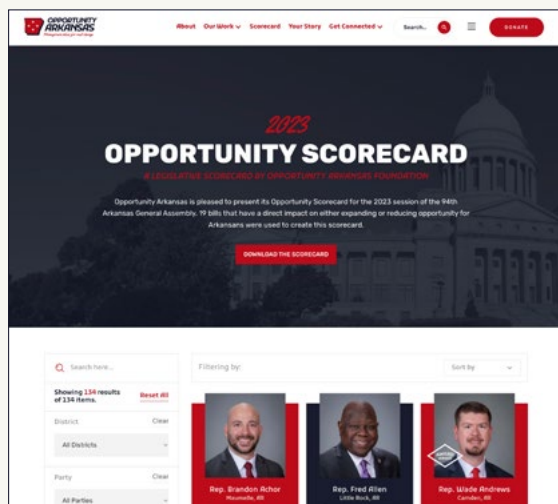 OPPORTUNITY
ARKANSAS
About Our Work Scorecard Your Story Get Connected Search... DONATE
2023
OPPORTUNITY SCORECARD
A LEGISLATIVE SCORECARD BY OPPORTUNITY ARKANSAS FOUNDATION
Opportunity Arkansas is pleased to present its Opportunity Scorecard for the 2023 session of the 94th
Arkansas General Assembly. 19 bills that have a direct impact on either expanding or reducing opportunity for
Arkansans were used to create this scorecard.
DOWNLOAD THE SCORECARD
Search here...
Filtering by: Sort by
Showing 134 results
of 134 items. Reset All
District Clear
All Districts
Party Clear
All Parties
Rep. Brandon Achor
Maumelle, AR
Rep. Fred Allen
Little Rock, AR
Rep. Wade Andrews
Camden, AR